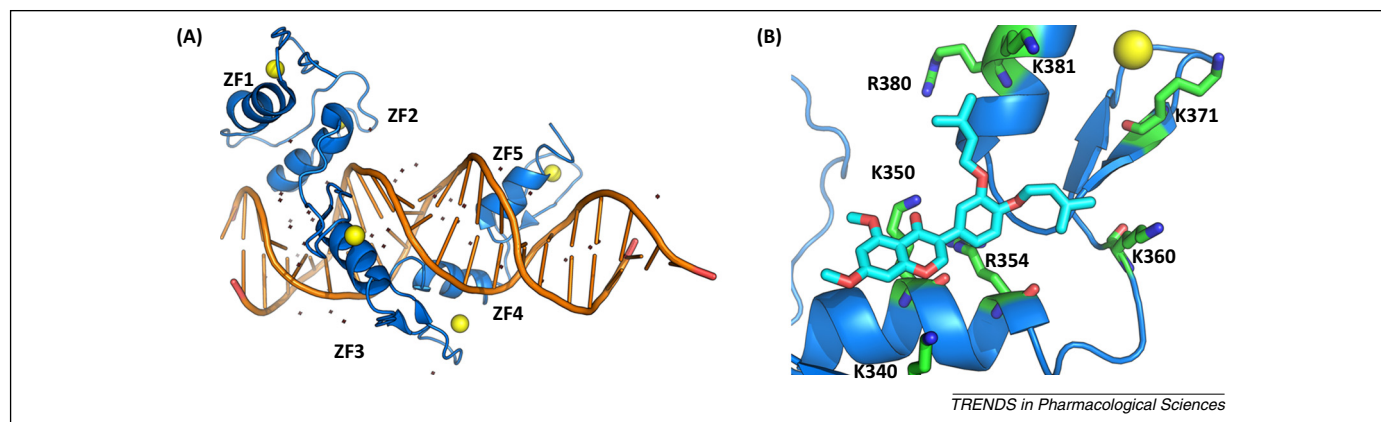 (A)
ZF1
ZF2
ZF5
ZF4
ZF3
(B)
K381
R380
K371
K350
R354
K360
K340
TRENDS in Pharmacological Sciences